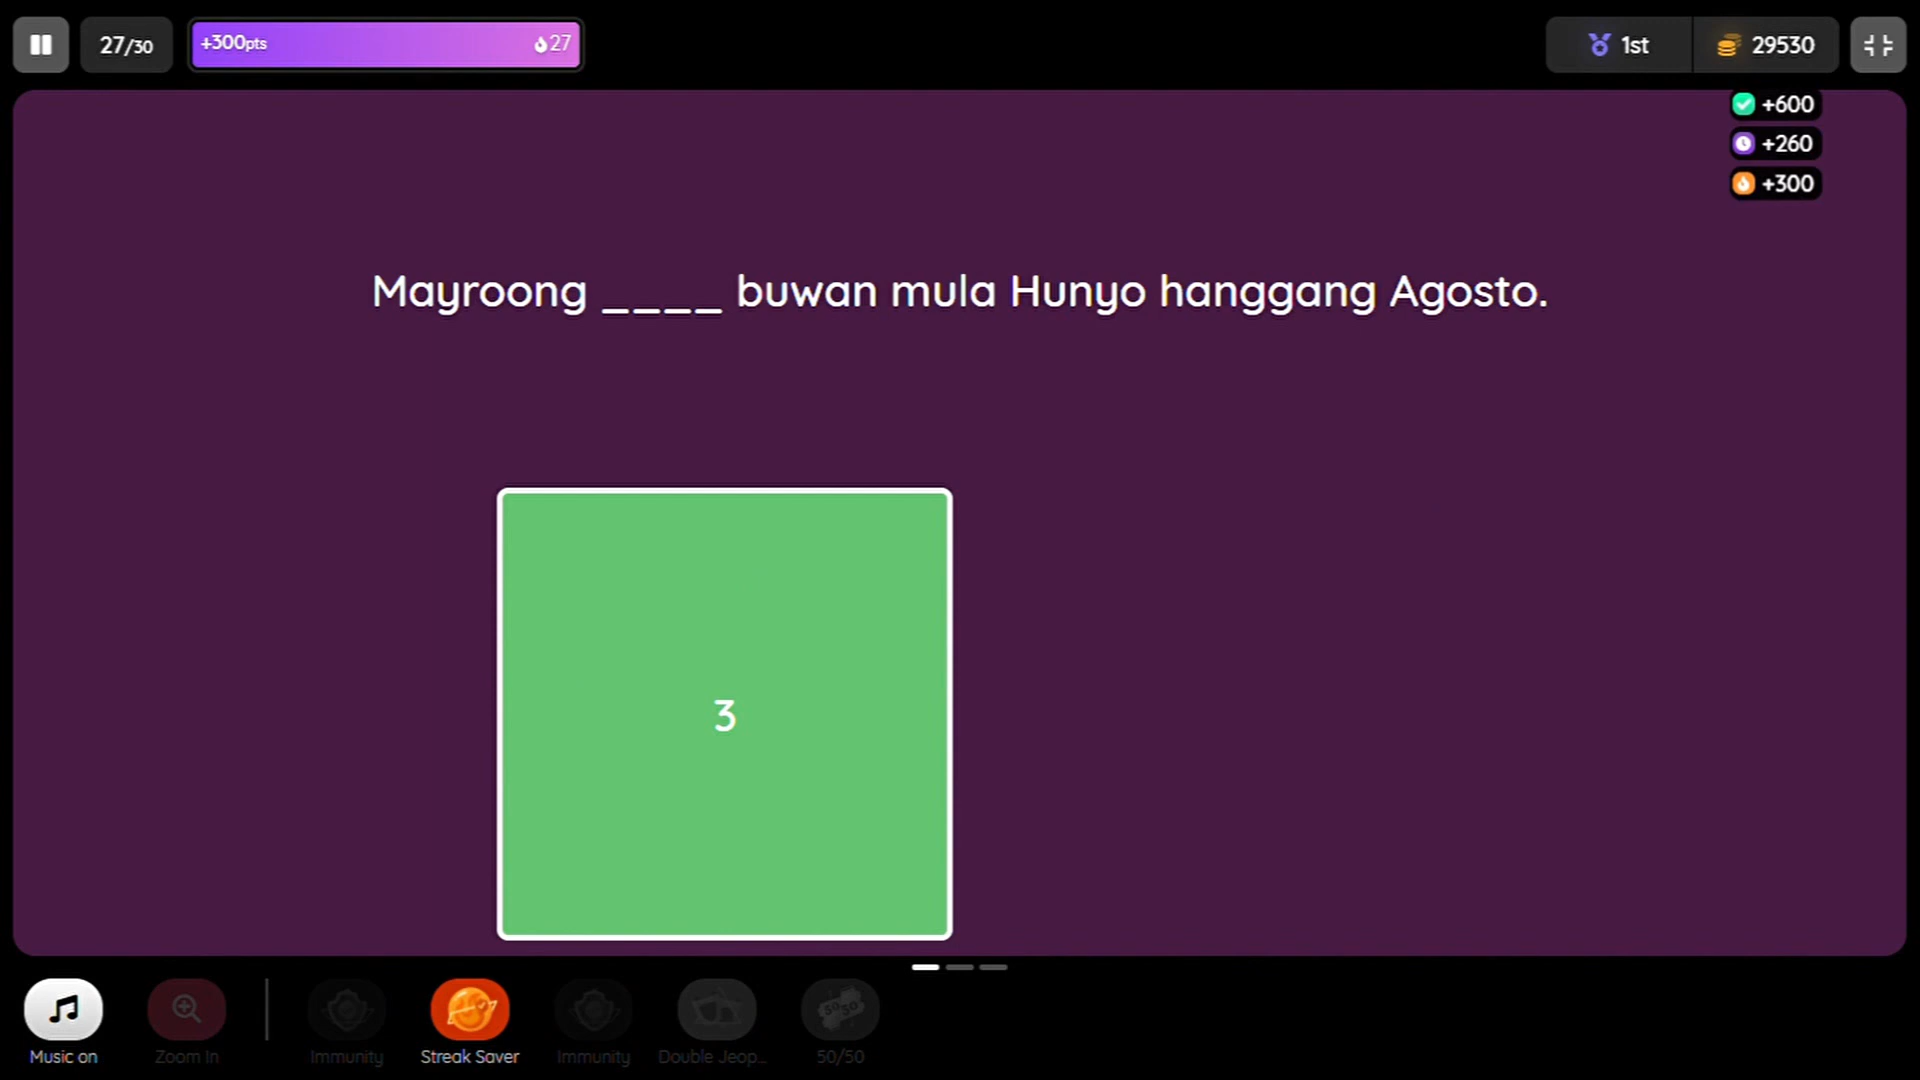 27/30
+300pts
27
1st
29530
+600
+260
+300
Mayroong ____ buwan mula Hunyo hanggang Agosto.
3
Music on
Zoom In
Immunity
Streak Saver
Immunity
Double Jeop...
50/50